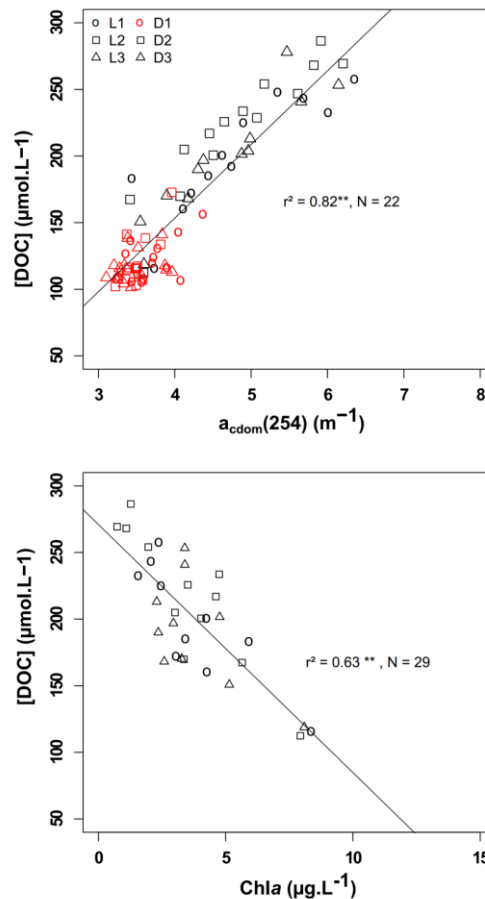 O L1 O D1
□ L2 □ D2
△ L3 △ D3
300
250
200
150
100
50
[DOC] (µmol.L−1)
r² = 0.82**, N = 22
3 4 5 6 7 8
a_cdom(254) (m⁻¹)
300
250
200
150
100
50
[DOC] (µmol.L−1)
r² = 0.63 ** , N = 29
0 5 10 15
Chla (µg.L⁻¹)